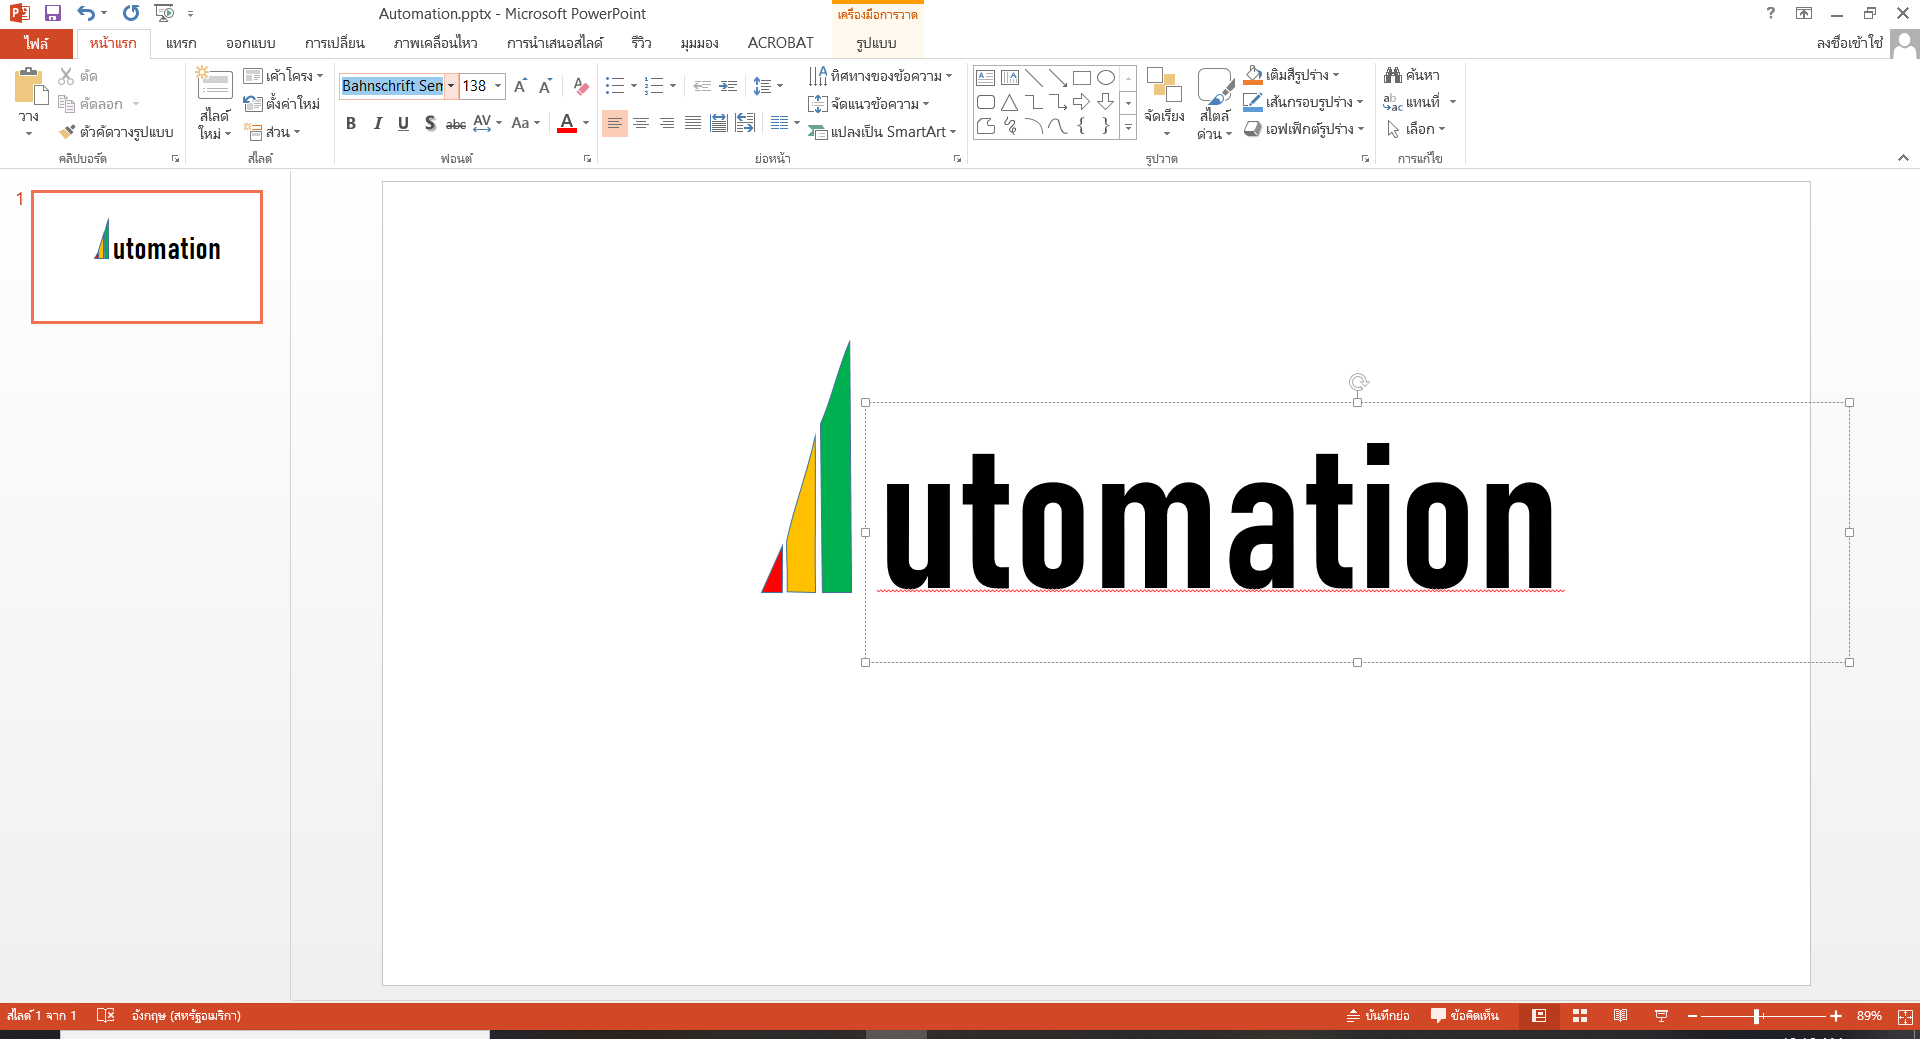 Automation.pptx - Microsoft PowerPoint
เครื่องมือการวาด
?
ไฟล์
หน้าแรก
แทรก
ออกแบบ
การเปลี่ยน
ภาพเคลื่อนไหว
การนำเสนอสไลด์
รีวิว
มุมมอง
ACROBAT
รูปแบบ
ลงชื่อเข้าใช้
วาง
ตัด
คัดลอก
ตัวคัดวางรูปแบบ
คลิปบอร์ด
สไลด์
ใหม่
เค้าโครง
ตั้งค่าใหม่
ส่วน
สไลด์
Bahnschrift Sem
138
B I U S abc AV Aa A
ฟอนต์
ทิศทางของข้อความ
จัดแนวข้อความ
แปลงเป็น SmartArt
ย่อหน้า
จัดเรียง
สไตล์
ด่วน
เติมสีรูปร่าง
เส้นกรอบรูปร่าง
เอฟเฟ็กต์รูปร่าง
รูปวาด
ค้นหา
แทนที่
เลือก
การแก้ไข
1
utomation
utomation
สไลด์ 1 จาก 1
อังกฤษ (สหรัฐอเมริกา)
บันทึกย่อ
ข้อคิดเห็น
89%